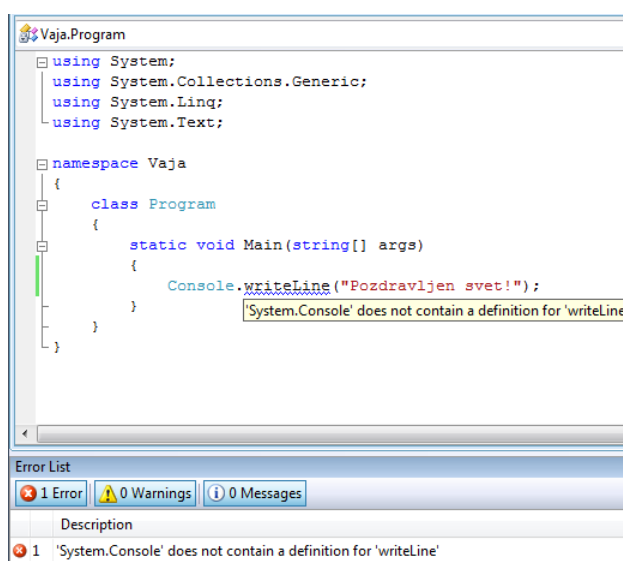 Vaja.Program
using System;
using System.Collections.Generic;
using System.Linq;
using System.Text;
namespace Vaja
{
class Program
{
static void Main(string[] args)
{
Console.writeLine("Pozdravljen svet!");
'System.Console' does not contain a definition for 'writeLine
}
}
}
Error List
1 Error 0 Warnings 0 Messages
Description
1 'System.Console' does not contain a definition for 'writeLine'